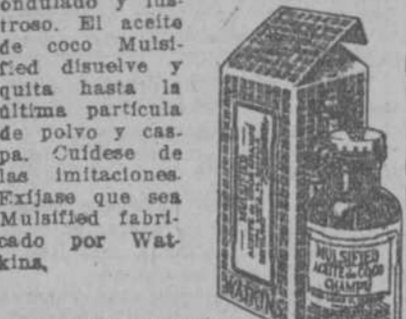 ondulado y lus-
troso. El aceite
de coco Mulsi-
fied disuelve y
quita hasta la
última partícula
de polvo y cas-
pa. Cuídese de
las imitaciones.
Exíjase que sea
Mulsified fabri-
cado por Wat-
kins.
WATKINS
MULSIFIED
ACEITE DE COCO
CHAMPU